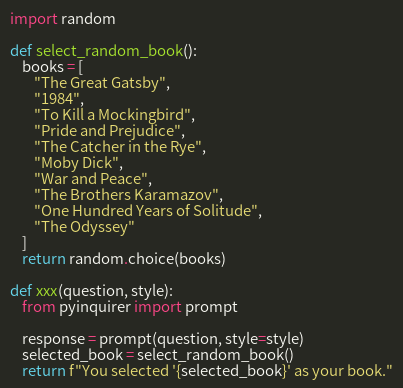 import random
def select_random_book():
books = [
"The Great Gatsby",
"1984",
"To Kill a Mockingbird",
"Pride and Prejudice",
"The Catcher in the Rye",
"Moby Dick",
"War and Peace",
"The Brothers Karamazov",
"One Hundred Years of Solitude",
"The Odyssey"
]
return random.choice(books)
def xxx(question, style):
from pyinquirer import prompt
response = prompt(question, style=style)
selected_book = select_random_book()
return f"You selected '{selected_book}' as your book."